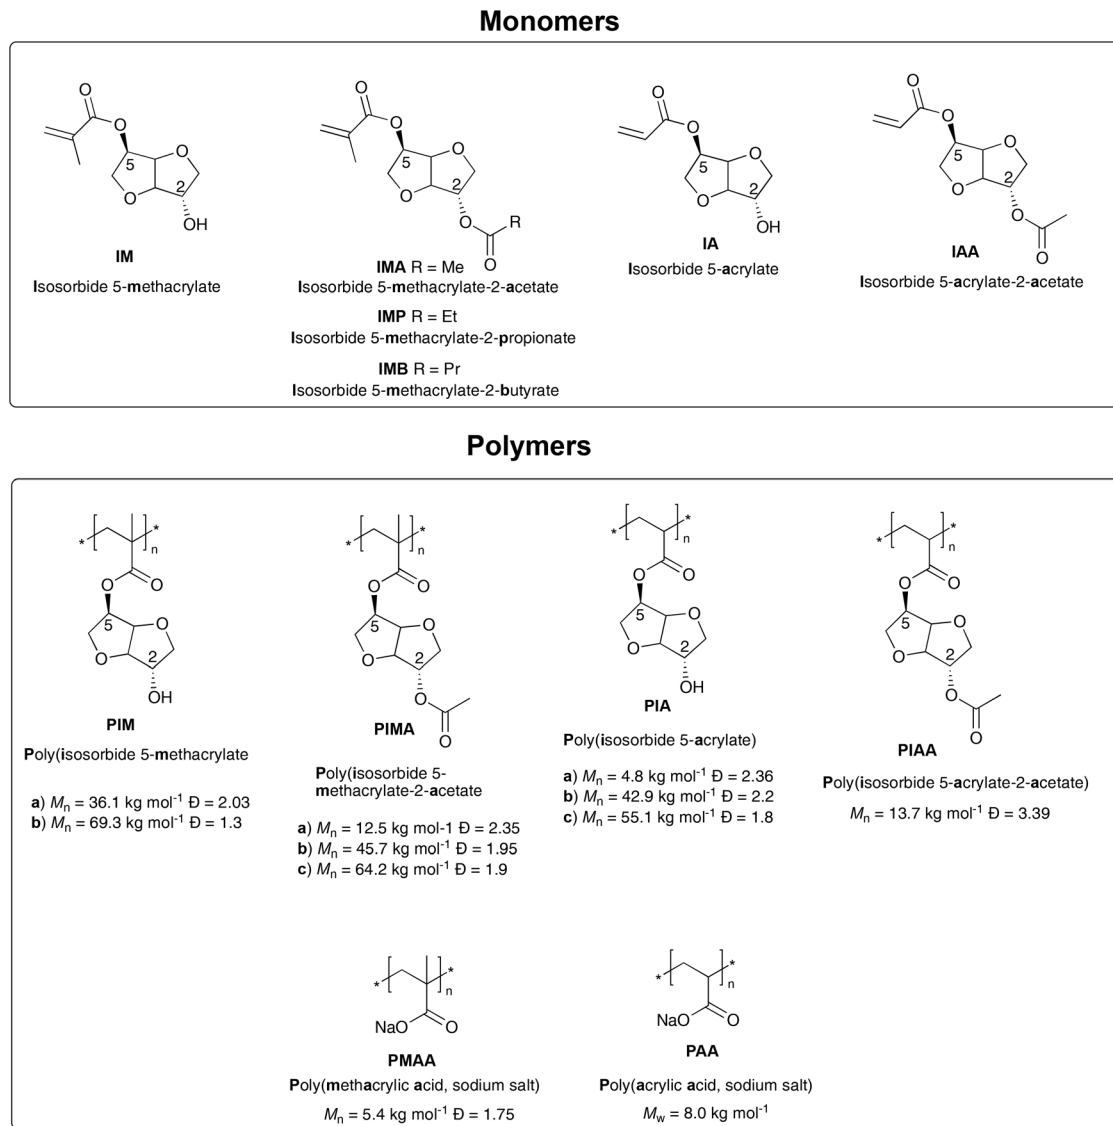 Monomers
O
O
O
O
5
2
OH
IM
Isosorbide 5-methacrylate
O
O
O
O
5
2
O
R
O
IMA R = Me
Isosorbide 5-methacrylate-2-acetate
IMP R = Et
Isosorbide 5-methacrylate-2-propionate
IMB R = Pr
Isosorbide 5-methacrylate-2-butyrate
O
O
O
O
5
2
OH
IA
Isosorbide 5-acrylate
O
O
O
O
5
2
O
O
IAA
Isosorbide 5-acrylate-2-acetate
Polymers
* [ ] *
n
O
O
5
O
O
2
OH
PIM
Poly(isosorbide 5-methacrylate
a) Mn = 36.1 kg mol-1 Đ = 2.03
b) Mn = 69.3 kg mol-1 Đ = 1.3
* [ ] *
n
O
O
5
O
O
2
O
O
PIMA
Poly(isosorbide 5-
methacrylate-2-acetate
a) Mn = 12.5 kg mol-1 Đ = 2.35
b) Mn = 45.7 kg mol-1 Đ = 1.95
c) Mn = 64.2 kg mol-1 Đ = 1.9
* [ ] *
n
O
O
5
O
O
2
OH
PIA
Poly(isosorbide 5-acrylate)
a) Mn = 4.8 kg mol-1 Đ = 2.36
b) Mn = 42.9 kg mol-1 Đ = 2.2
c) Mn = 55.1 kg mol-1 Đ = 1.8
* [ ] *
n
O
O
5
O
O
2
O
O
PIAA
Poly(isosorbide 5-acrylate-2-acetate)
Mn = 13.7 kg mol-1 Đ = 3.39
* [ ] *
n
NaO
O
PMAA
Poly(methacrylic acid, sodium salt)
Mn = 5.4 kg mol-1 Đ = 1.75
* [ ] *
n
NaO
O
PAA
Poly(acrylic acid, sodium salt)
Mw = 8.0 kg mol-1